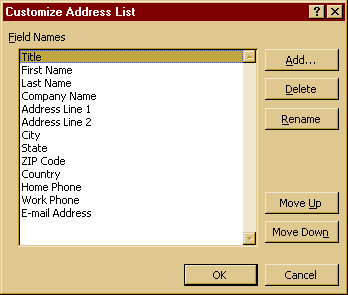 Customize Address List
Field Names
Title
First Name
Last Name
Company Name
Address Line 1
Address Line 2
City
State
ZIP Code
Country
Home Phone
Work Phone
E-mail Address
Add...
Delete
Rename
Move Up
Move Down
OK
Cancel